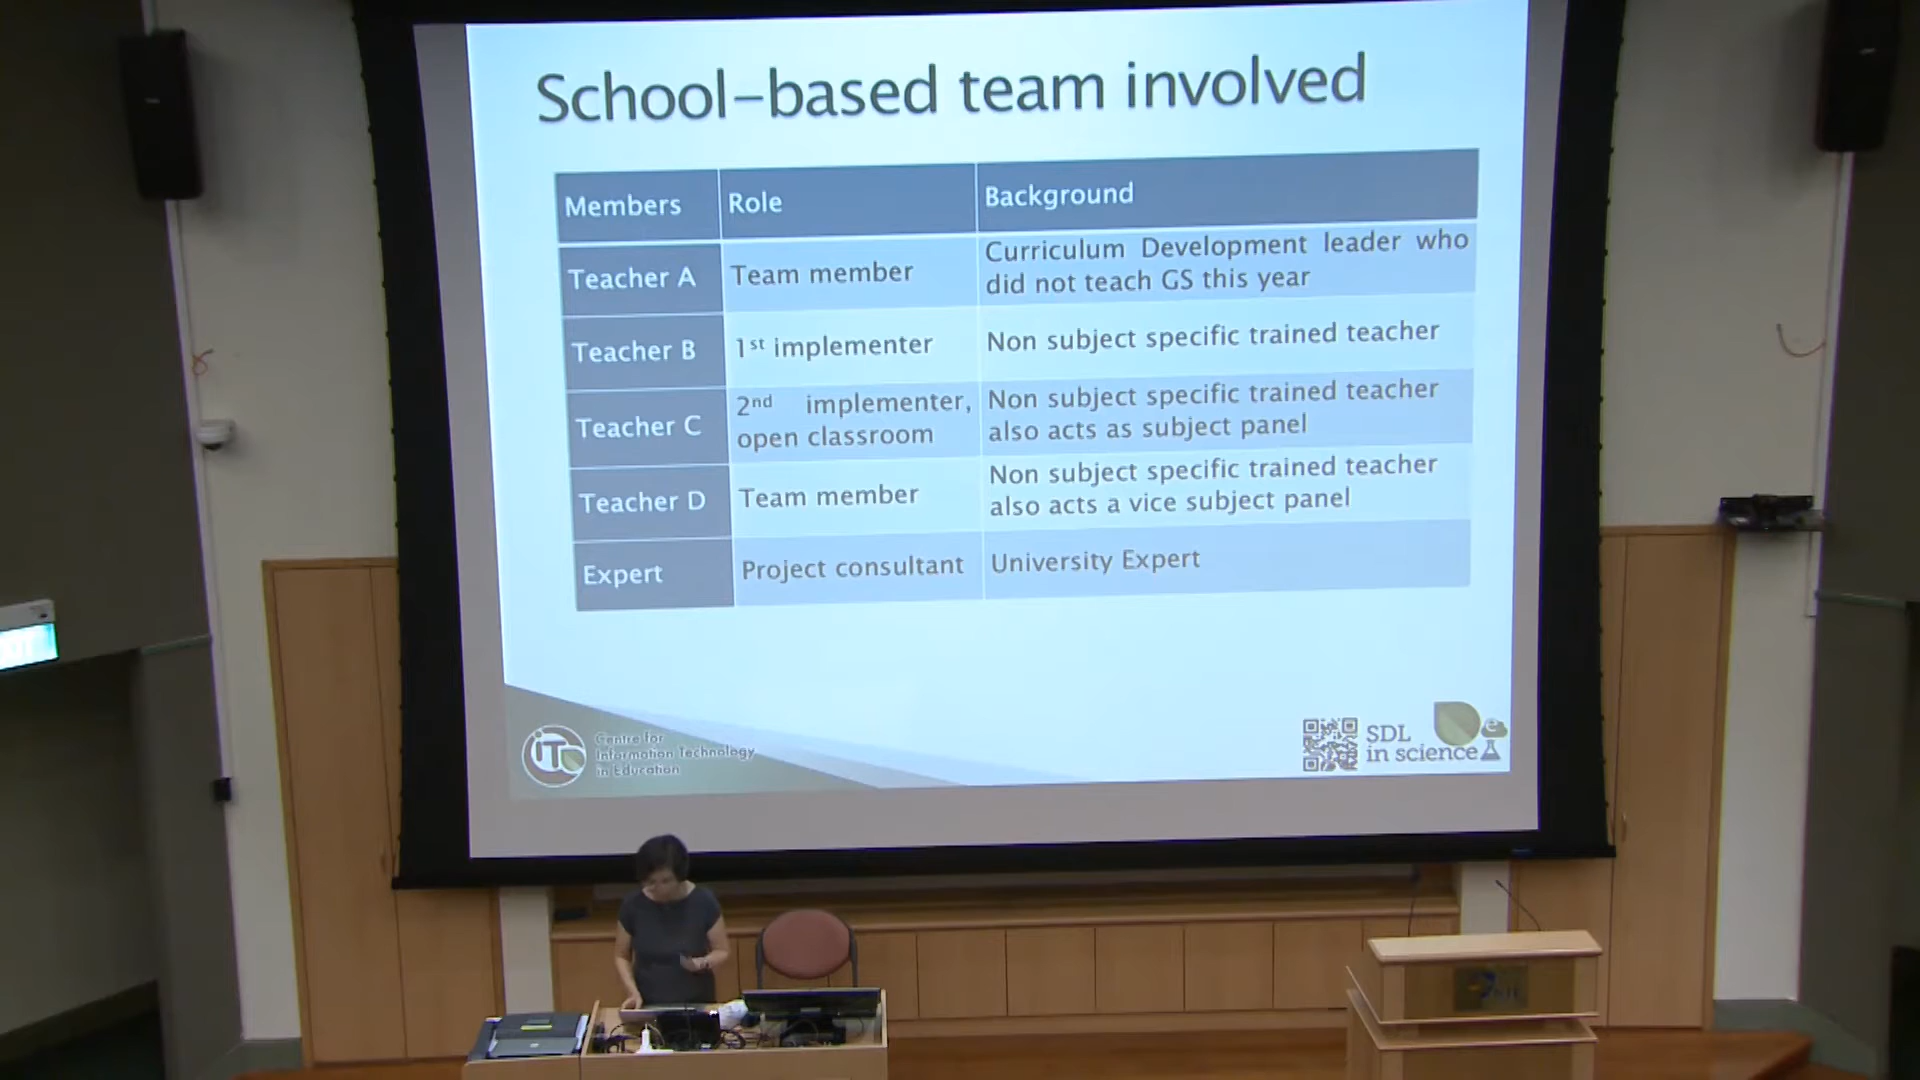 School-based team involved
Members
Role
Background
Teacher A
Team member
Curriculum Development leader who
did not teach GS this year
Teacher B
1st implementer
Non subject specific trained teacher
Teacher C
2nd implementer,
open classroom
Non subject specific trained teacher
also acts as subject panel
Teacher D
Team member
Non subject specific trained teacher
also acts a vice subject panel
Expert
Project consultant
University Expert
Centre for
Information Technology
in Education
SDL
in science